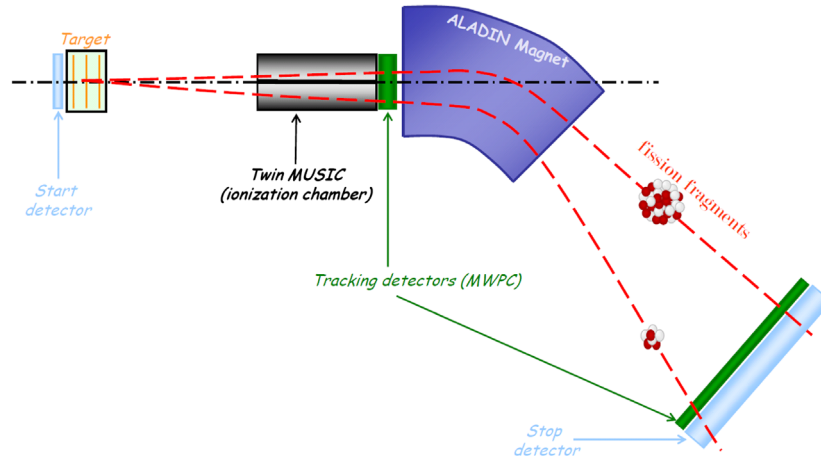 ALADIN Magnet
Target
Twin MUSIC
(ionization chamber)
Start
detector
fission fragments
Tracking detectors (MWPC)
Stop
detector